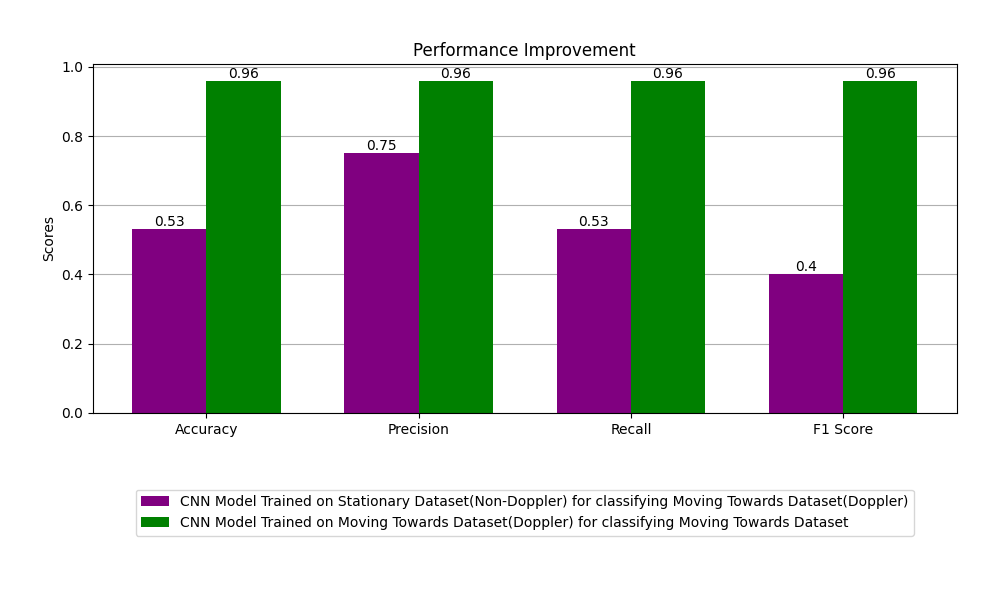 Performance Improvement
1.0
0.8
0.6
0.4
0.2
0.0
Scores
0.53
0.96
0.75
0.96
0.53
0.96
0.4
0.96
Accuracy
Precision
Recall
F1 Score
CNN Model Trained on Stationary Dataset(Non-Doppler) for classifying Moving Towards Dataset(Doppler)
CNN Model Trained on Moving Towards Dataset(Doppler) for classifying Moving Towards Dataset